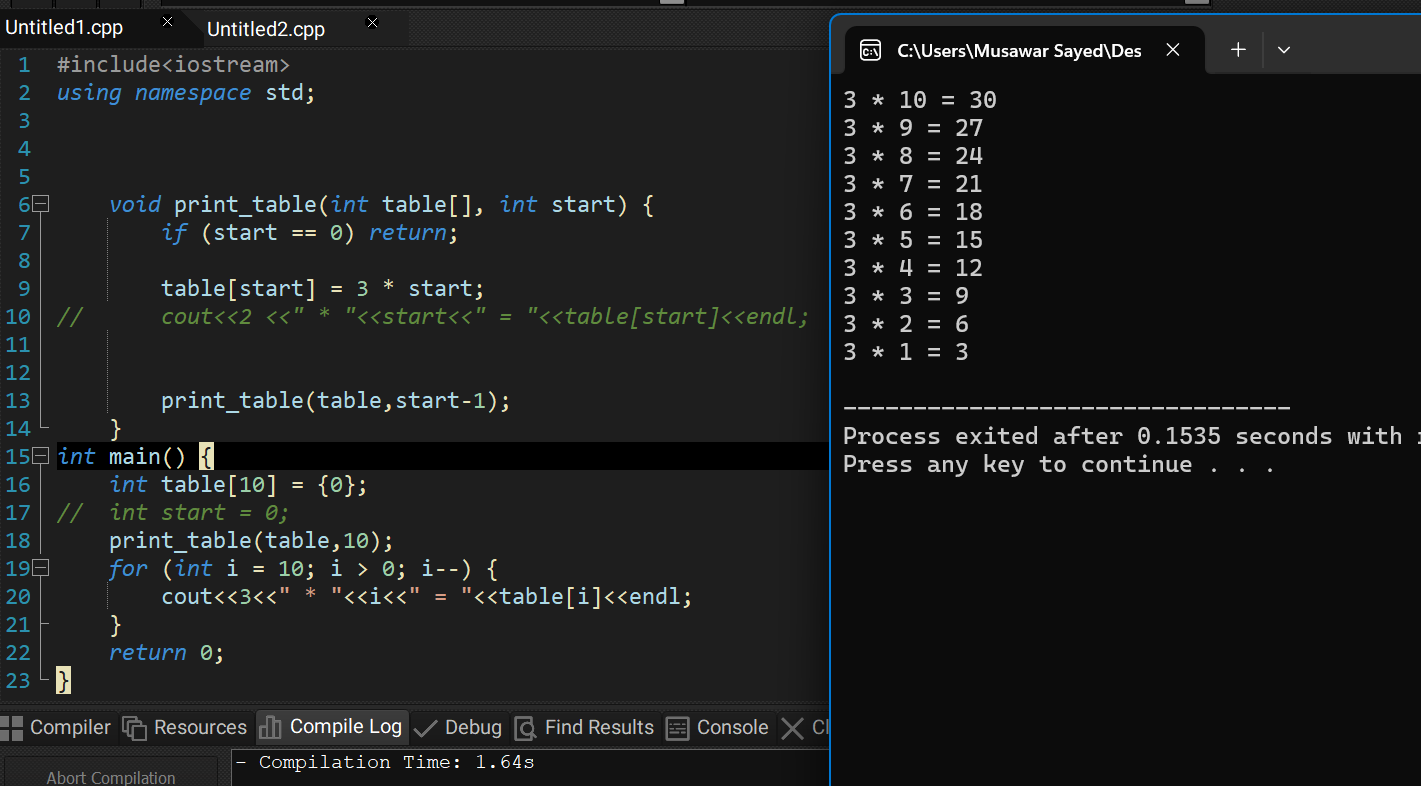 Untitled1.cpp
Untitled2.cpp
1 #include<iostream>
2 using namespace std;
3
4
5
6 void print_table(int table[], int start) {
7 if (start == 0) return;
8
9 table[start] = 3 * start;
10 // cout<<2 <<" * "<<start<<" = "<<table[start]<<endl;
11
12
13 print_table(table,start-1);
14 }
15 int main() {
16 int table[10] = {0};
17 // int start = 0;
18 print_table(table,10);
19 for (int i = 10; i > 0; i--) {
20 cout<<3<<" * "<<i<<" = "<<table[i]<<endl;
21 }
22 return 0;
23 }
Compiler Resources Compile Log Debug Find Results Console
Abort Compilation
- Compilation Time: 1.64s
C:\Users\Musawar Sayed\Des
3 * 10 = 30
3 * 9 = 27
3 * 8 = 24
3 * 7 = 21
3 * 6 = 18
3 * 5 = 15
3 * 4 = 12
3 * 3 = 9
3 * 2 = 6
3 * 1 = 3
--------------------------------
Process exited after 0.1535 seconds with
Press any key to continue . . .